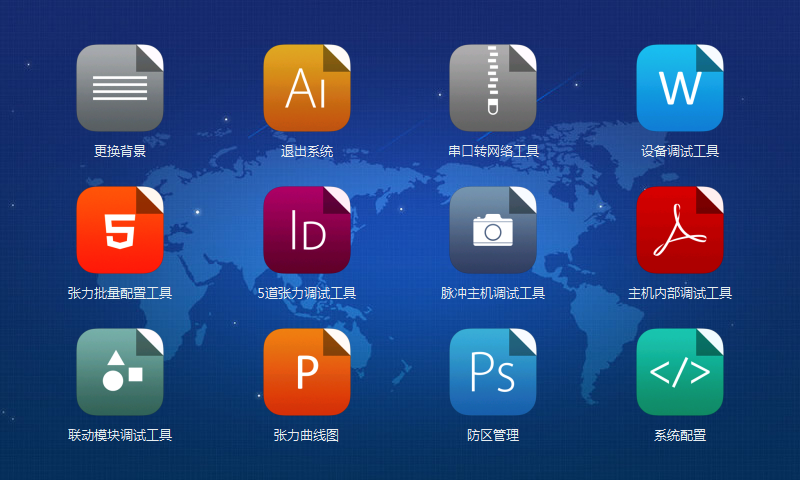 Ai
W
更换背景
退出系统
串口转网络工具
设备调试工具
5
Id
张力批量配置工具
5道张力调试工具
脉冲主机调试工具
主机内部调试工具
P
Ps
</>
联动模块调试工具
张力曲线图
防区管理
系统配置